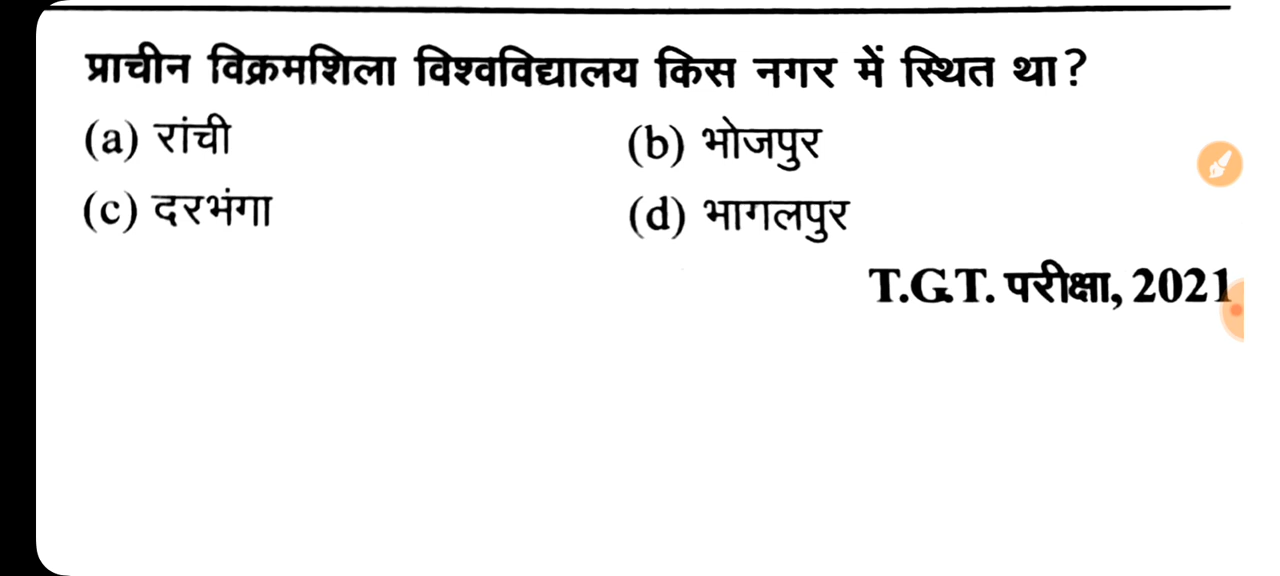 प्राचीन विक्रमशिला विश्वविद्यालय किस नगर में स्थित था?
(a) रांची (b) भोजपुर
(c) दरभंगा (d) भागलपुर
T.G.T. परीक्षा, 2021